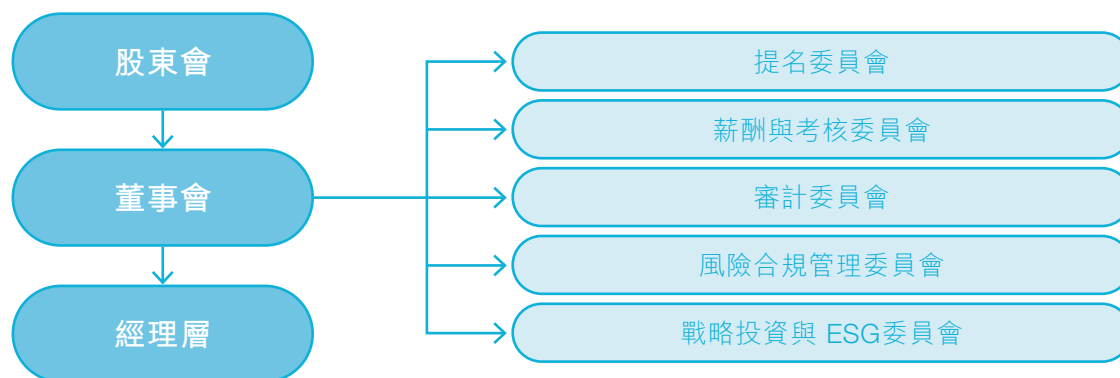 股東會
董事會
經理層
提名委員會
薪酬與考核委員會
審計委員會
風險合規管理委員會
戰略投資與 ESG委員會